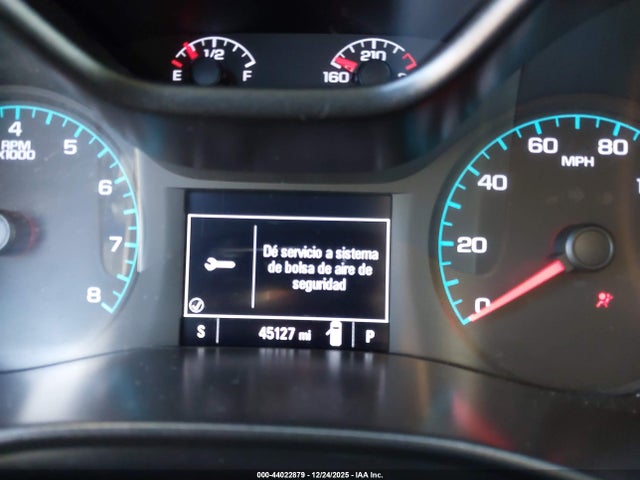 E 1/2 F
160 210
4
5
6
7
8
RPM
X1000
0
20
40
60
80
MPH
Dé servicio a sistema
de bolsa de aire de
seguridad
S 45127 mi P
000-44022879 - 12/24/2025 - IAA Inc.